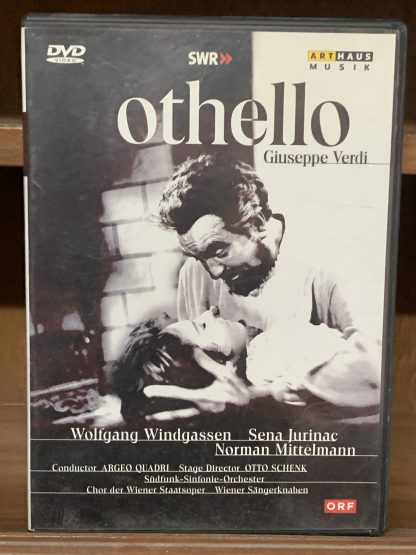 DVD
VIDEO
SWR
ARTHAUS
MUSIK
othello
Giuseppe Verdi
Wolfgang Windgassen Sena Jurinac
Norman Mittelmann
Conductor ARGEO QUADRI Stage Director OTTO SCHENK
Südfunk-Sinfonie-Orchester
Chor der Wiener Staatsoper Wiener Sängerknaben
ORF